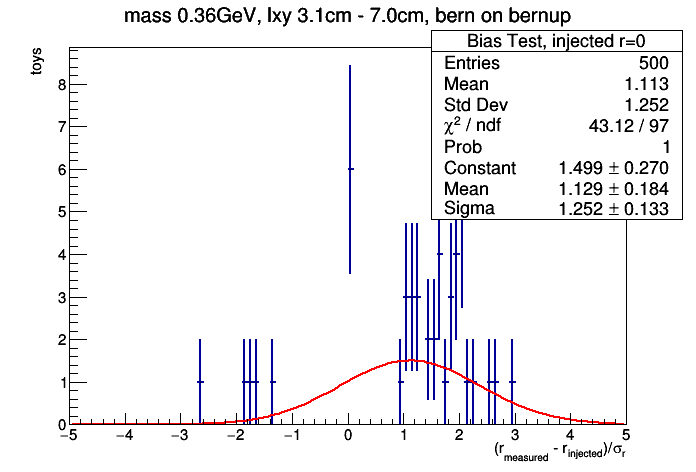 mass 0.36GeV, lxy 3.1cm - 7.0cm, bern on bernup
Bias Test, injected r=0
Entries 500
Mean 1.113
Std Dev 1.252
χ² / ndf 43.12 / 97
Prob 1
Constant 1.499 ± 0.270
Mean 1.129 ± 0.184
Sigma 1.252 ± 0.133
toys
8
7
6
5
4
3
2
1
0
−5 −4 −3 −2 −1 0 1 2 3 4 5
(r_measured - r_injected)/σ_r